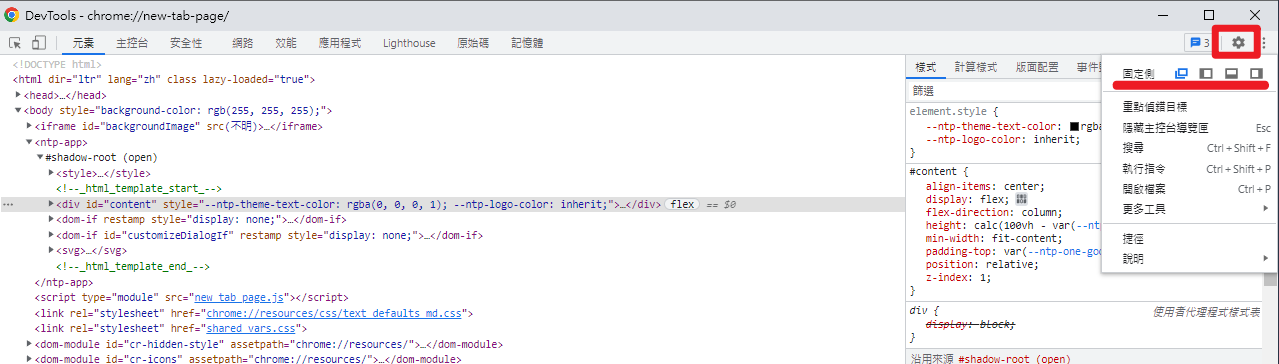 DevTools - chrome://new-tab-page/
元素 主控台 安全性 網路 效能 應用程式 Lighthouse 原始碼 記憶體 3
<!DOCTYPE html>
<html dir="ltr" lang="zh" class lazy-loaded="true">
<head>…</head>
<body style="background-color: rgb(255, 255, 255);">
<iframe id="backgroundImage" src(不明)>…</iframe>
<ntp-app>
#shadow-root (open)
<style>…</style>
<!--_html_template_start_-->
<div id="content" style="--ntp-theme-text-color: rgba(0, 0, 0, 1); --ntp-logo-color: inherit;">…</div> flex == $0
<dom-if restamp style="display: none;">…</dom-if>
<dom-if id="customizeDialogIf" restamp style="display: none;">…</dom-if>
<svg>…</svg>
<!--_html_template_end_-->
</ntp-app>
<script type="module" src="new_tab_page.js"></script>
<link rel="stylesheet" href="chrome://resources/css/text_defaults_md.css">
<link rel="stylesheet" href="shared_vars.css">
<dom-module id="cr-hidden-style" assetpath="chrome://resources/">…</dom-module>
<dom-module id="cr-icons" assetpath="chrome://resources/">…</dom-module>
樣式 計算樣式 版面配置
篩選
element.style {
--ntp-theme-text-color: rgba
--ntp-logo-color: inherit;
}
#content {
align-items: center;
display: flex;
flex-direction: column;
height: calc(100vh - var(--nt
min-width: fit-content;
padding-top: var(--ntp-one-goo
position: relative;
z-index: 1;
}
div {
使用者代理程式樣式表
display: block;
}
沿用來源 #shadow-root (open)
固定側
重點偵錯目標
隱藏主控台導覽匣 Esc
搜尋 Ctrl + Shift + F
執行指令 Ctrl + Shift + P
開啟檔案 Ctrl + P
更多工具
捷徑
說明